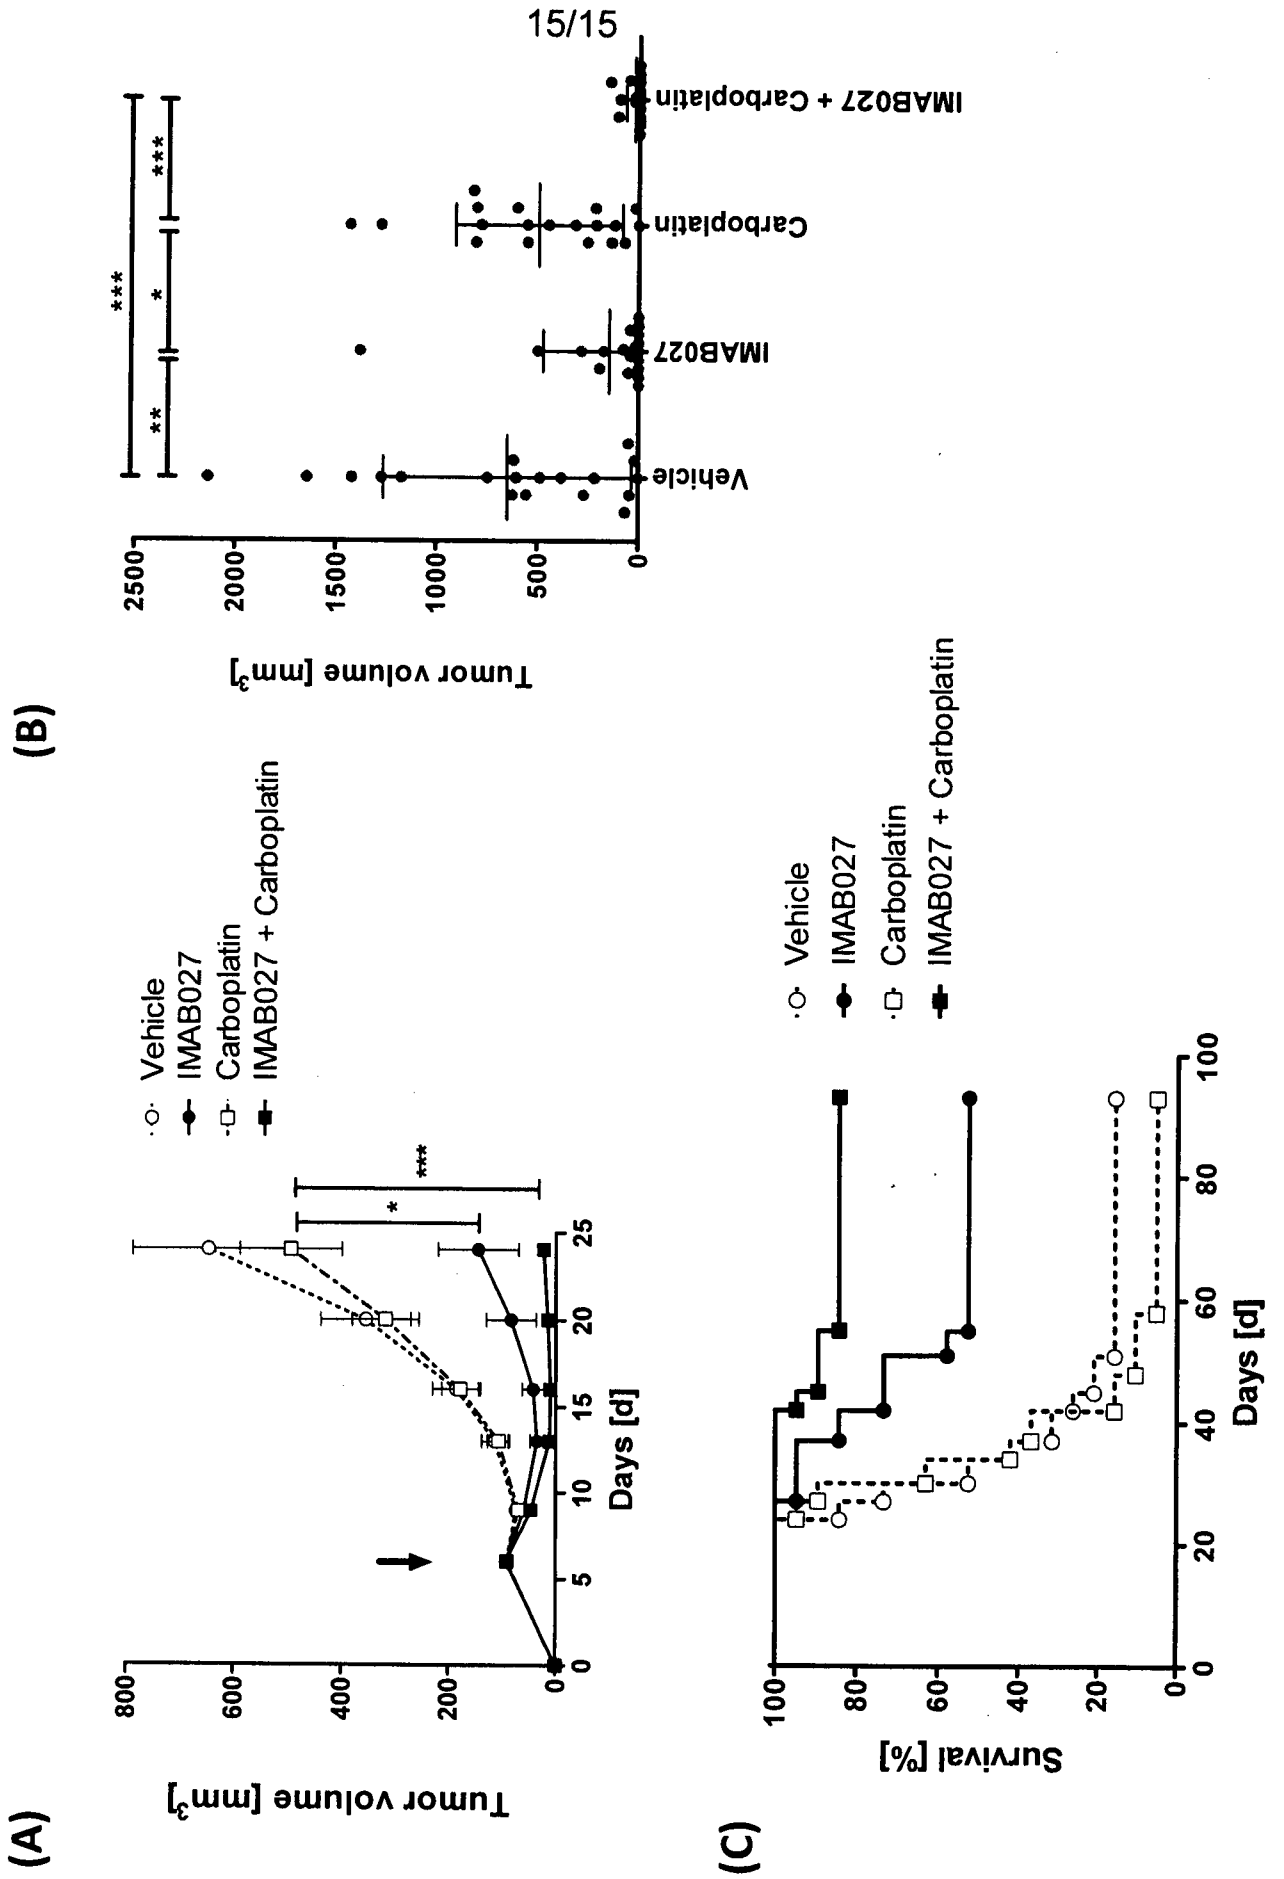 15/15
(A)
Tumor volume [mm³]
800
600
400
200
0
0
5
10
15
20
25
Days [d]
*
***
Vehicle
IMAB027
Carboplatin
IMAB027 + Carboplatin
(B)
Tumor volume [mm³]
2500
2000
1500
1000
500
0
***
**
*
***
Vehicle
IMAB027
Carboplatin
IMAB027 + Carboplatin
(C)
Survival [%]
100
80
60
40
20
0
0
20
40
60
80
100
Days [d]
Vehicle
IMAB027
Carboplatin
IMAB027 + Carboplatin